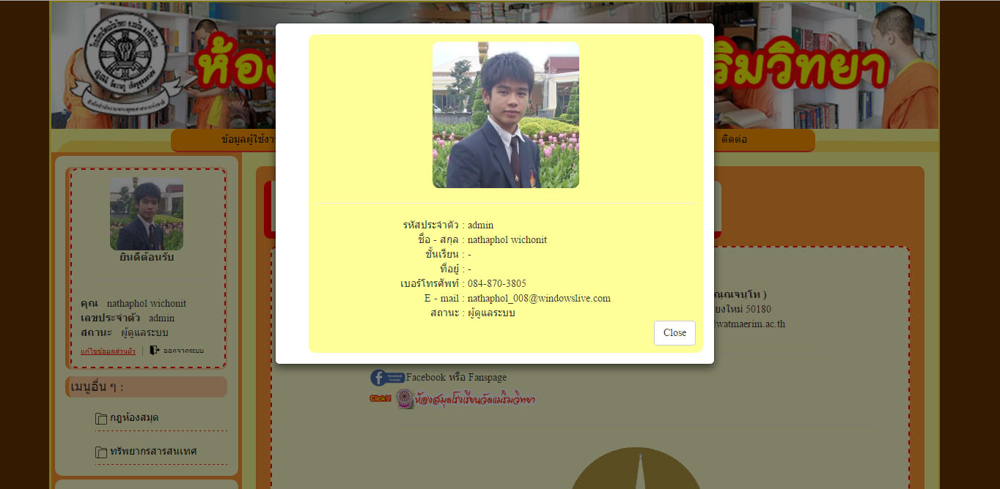 ห้อง
ริมวิทยา
ข้อมูลผู้ใช้งา
ติดต่อ
ยินดีต้อนรับ
คุณ nathaphol wichonit
เลขประจำตัว admin
สถานะ ผู้ดูแลระบบ
แก้ไขข้อมูลส่วนตัว | ออกจากระบบ
เมนูอื่น ๆ :
กฎห้องสมุด
ทรัพยากรสารสนเทศ
รหัสประจำตัว : admin
ชื่อ - สกุล : nathaphol wichonit
ชั้นเรียน : -
ที่อยู่ : -
เบอร์โทรศัพท์ : 084-870-3805
E - mail : nathaphol_008@windowslive.com
สถานะ : ผู้ดูแลระบบ
Close
ณุณจนฺโท )
ยงใหม่ 50180
watmaerim.ac.th
Facebook หรือ Fanspage
Click!! ห้องสมุดโรงเรียนวัดแม่ริมวิทยา